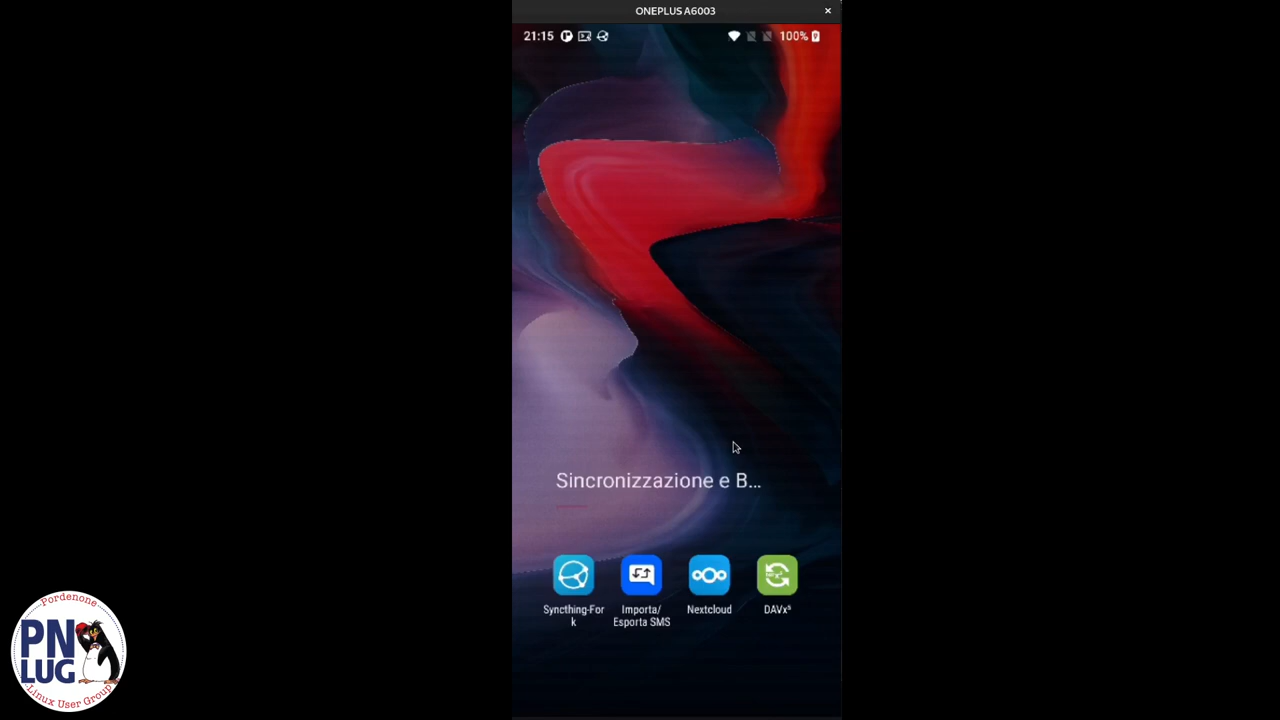 ONEPLUS A6003
21:15
100%
Sincronizzazione e B...
Syncthing-For
k
Importa/
Esporta SMS
Nextcloud
DAVx⁵
Pordenone
PN
LUG
Linux User Group